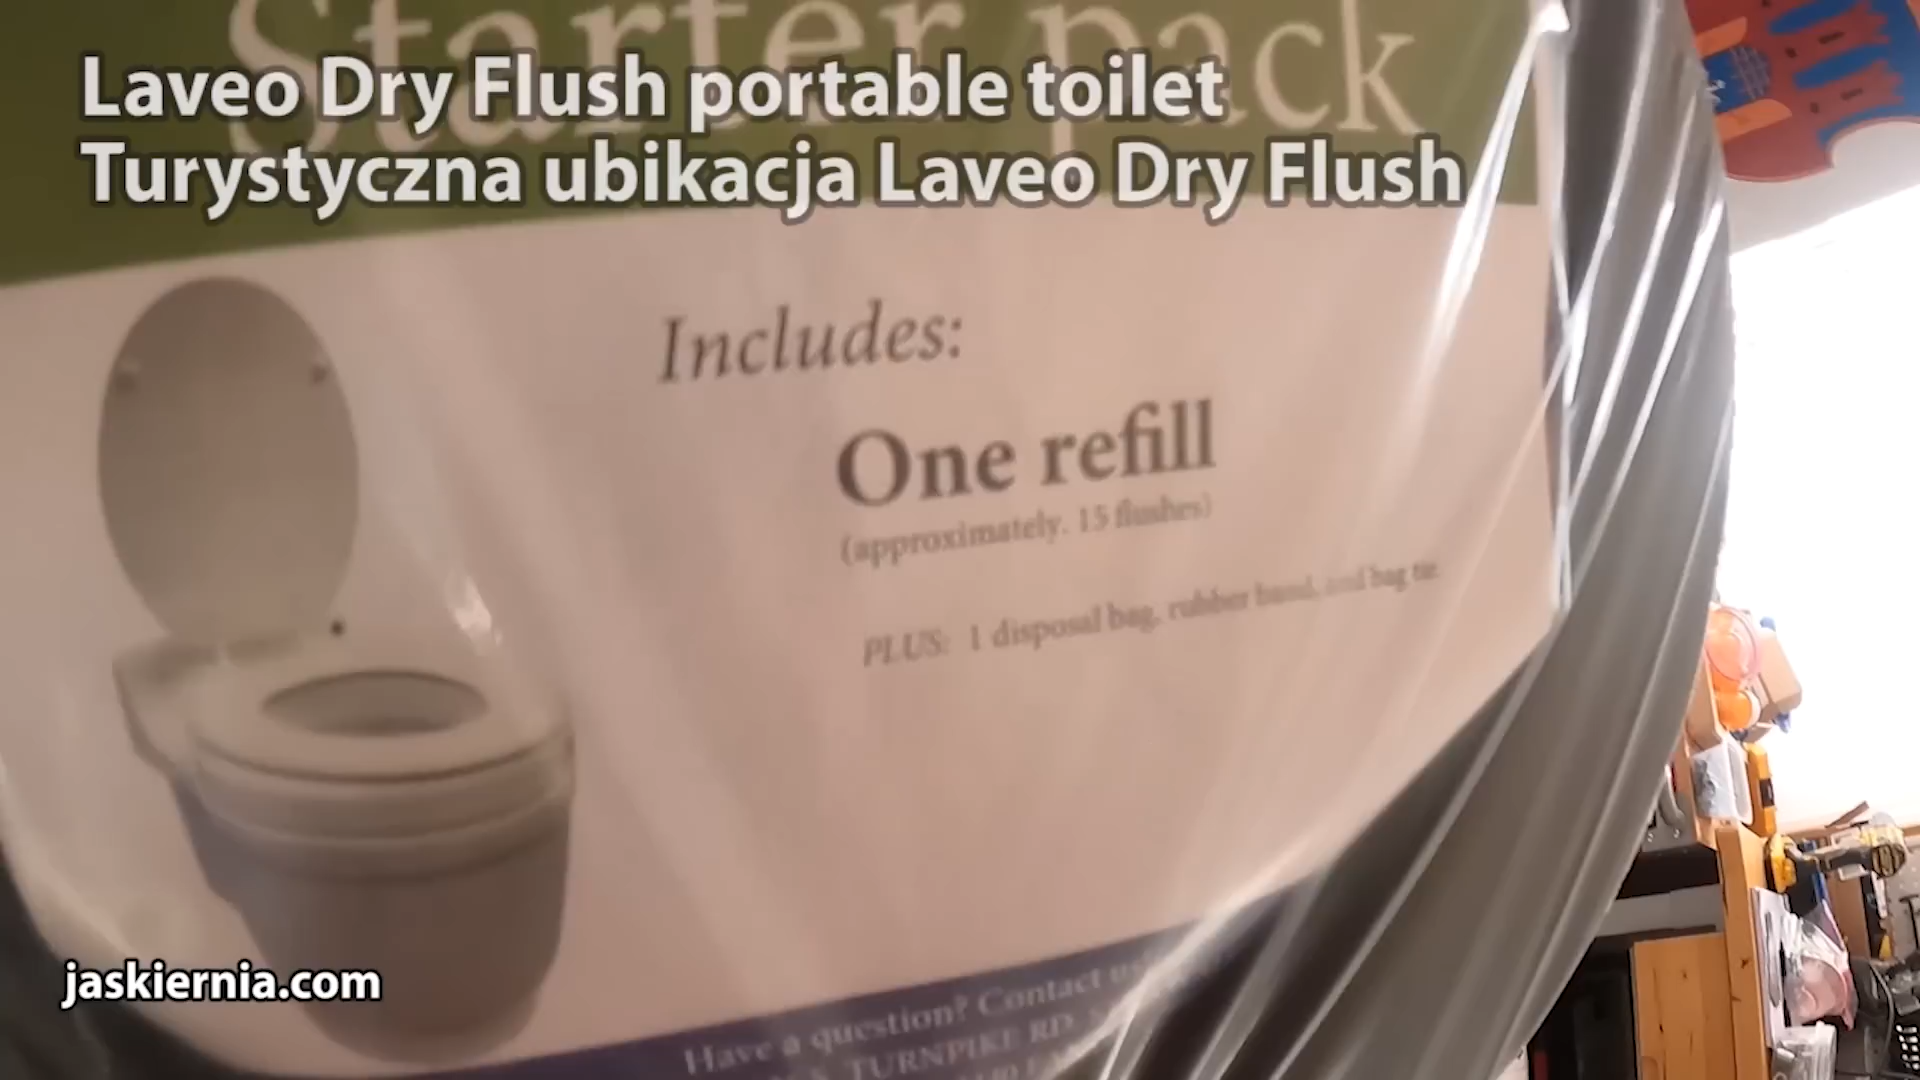 Starter pack
Laveo Dry Flush portable toilet
Turystyczna ubikacja Laveo Dry Flush
Includes:
One refill
(approximately. 15 flushes)
PLUS: 1 disposal bag, rubber band, and bag tie
Have a question? Contact us
TURNPIKE RD
jaskiernia.com